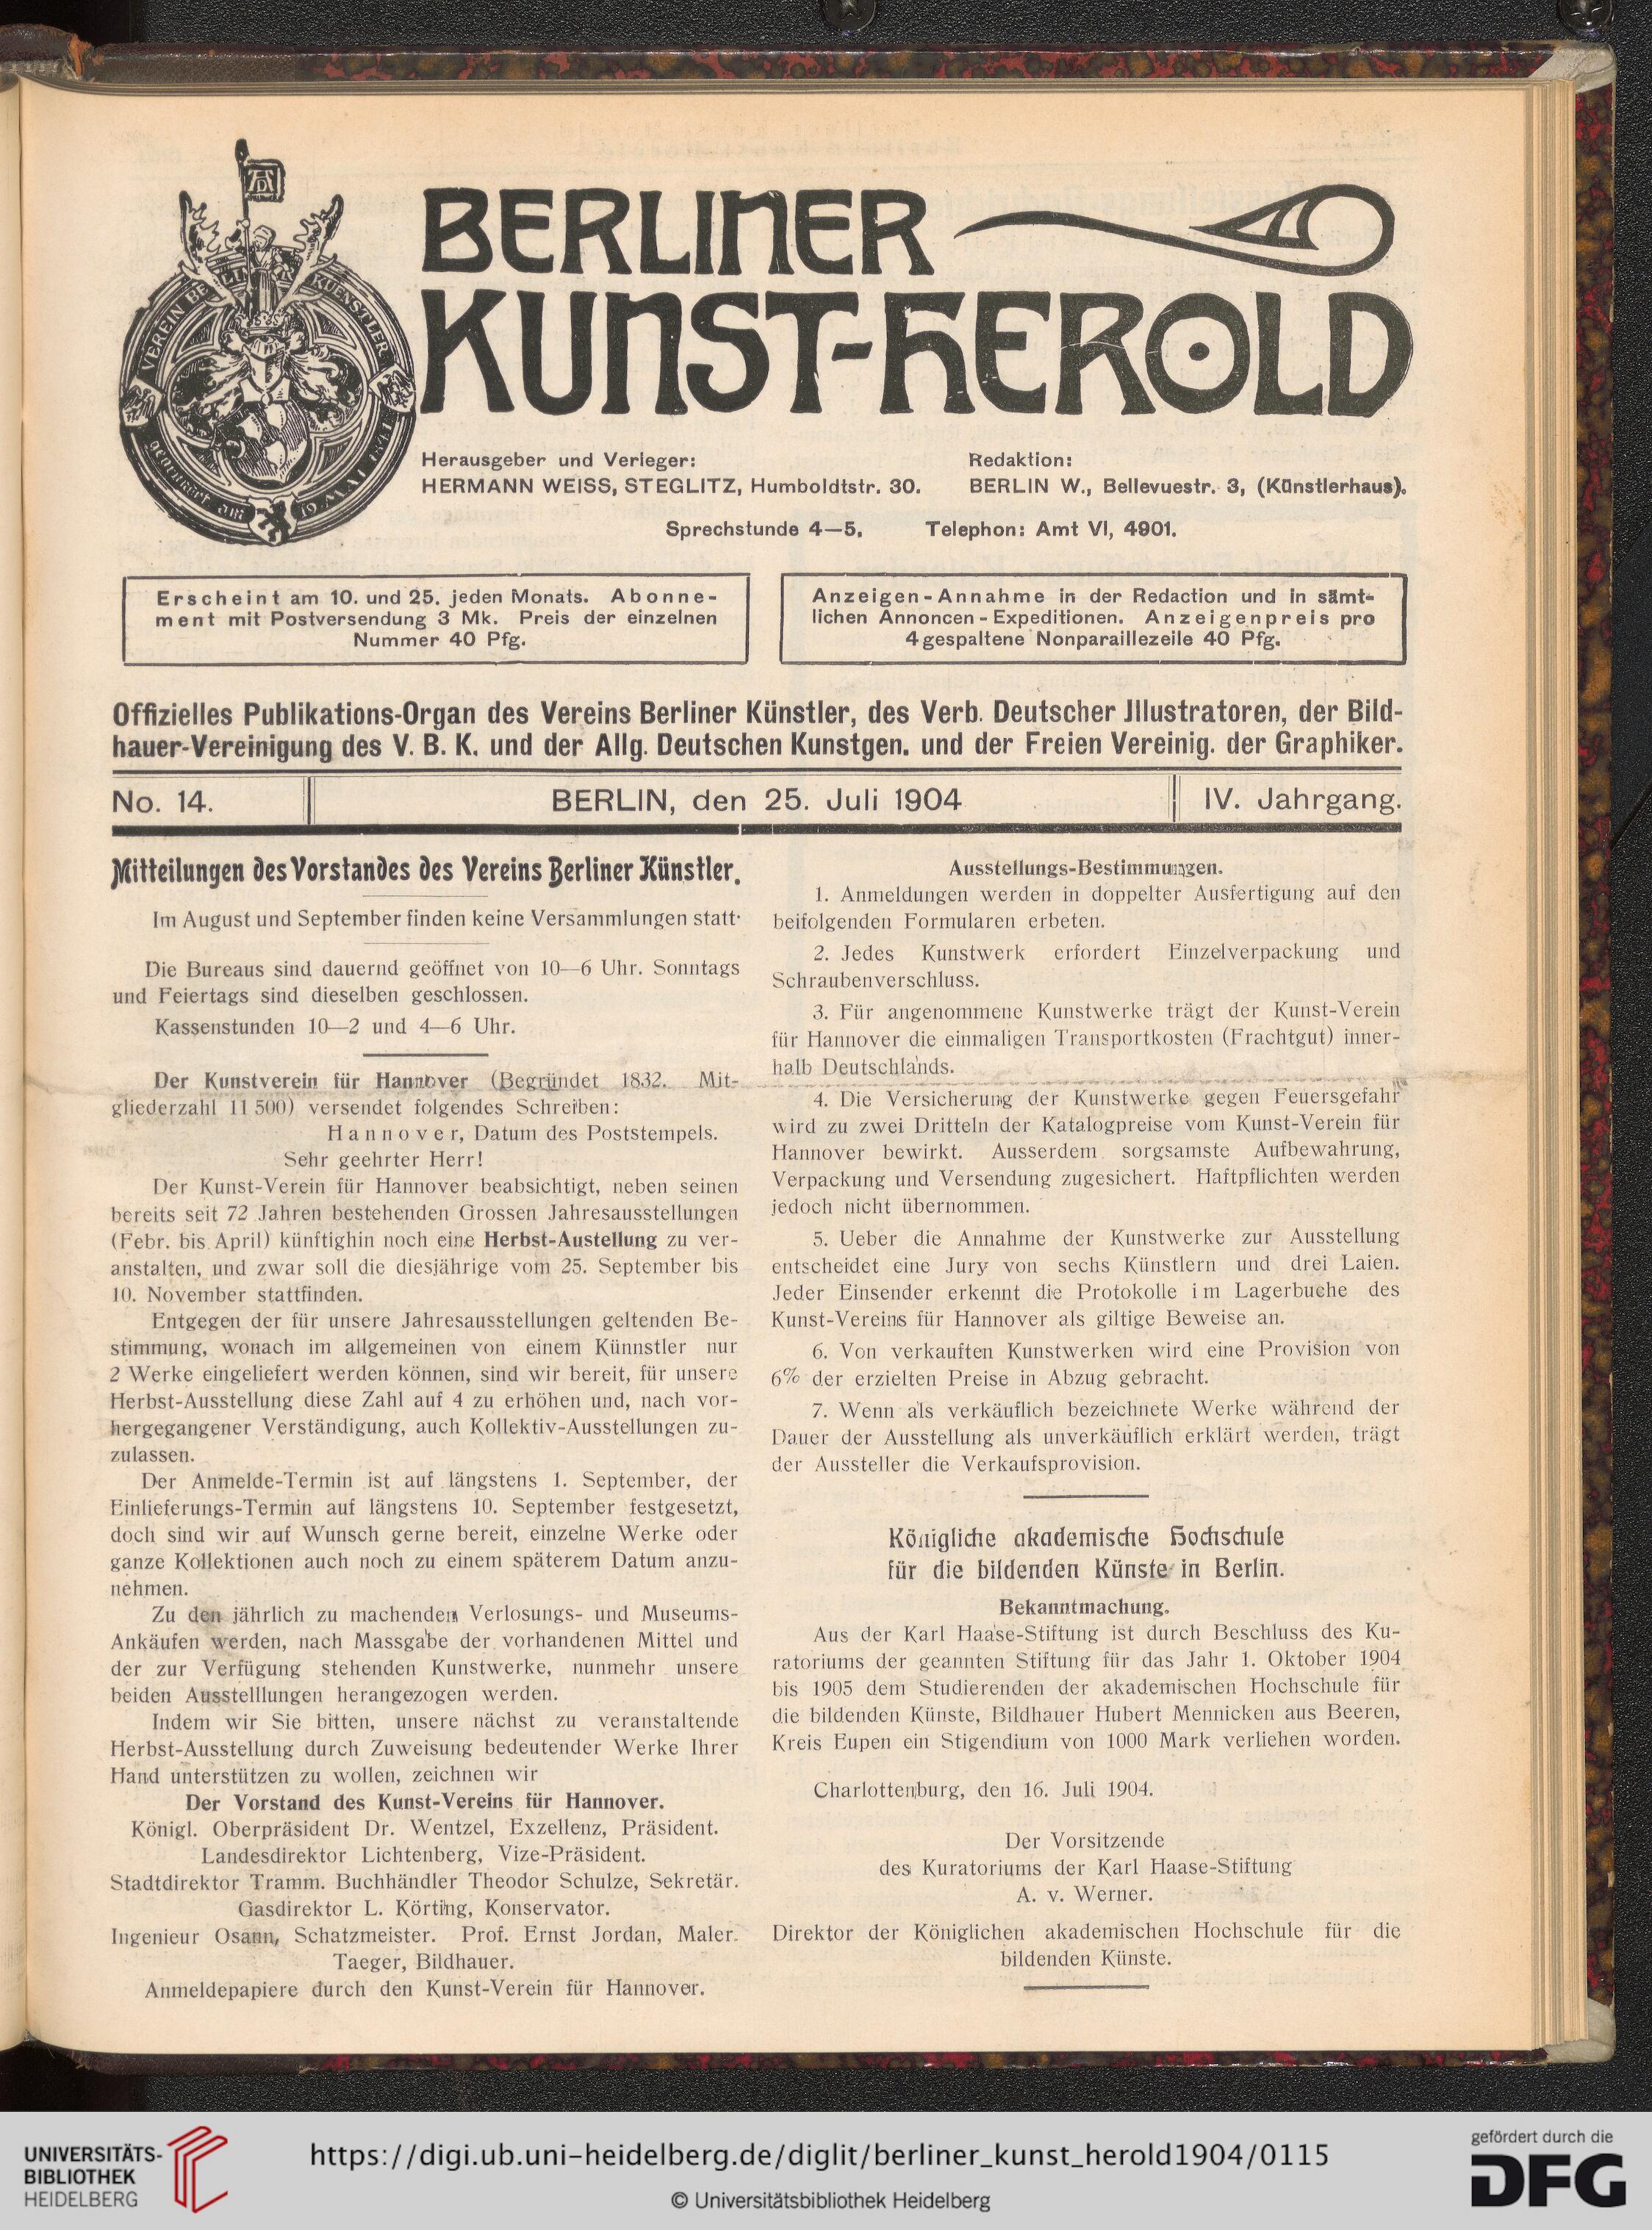 AD
VEREIN BERLINER KUENSTLER
gegruendet am 19. MAI 1841
BERLINER
KUNST-HEROLD
Herausgeber und Verleger:
HERMANN WEISS, STEGLITZ, Humboldtstr. 30.
Redaktion:
BERLIN W., Bellevuestr. 3, (Künstlerhaus).
Sprechstunde 4—5. Telephon: Amt VI, 4901.
Erscheint am 10. und 25. jeden Monats. Abonne-
ment mit Postversendung 3 Mk. Preis der einzelnen
Nummer 40 Pfg.
Anzeigen-Annahme in der Redaction und in sämt-
lichen Annoncen-Expeditionen. Anzeigenpreis pro
4gespaltene Nonparaillezeile 40 Pfg.
Offizielles Publikations-Organ des Vereins Berliner Künstler, des Verb. Deutscher Jllustratoren, der Bild-
hauer-Vereinigung des V. B. K. und der Allg. Deutschen Kunstgen. und der Freien Vereinig. der Graphiker.
No. 14. BERLIN, den 25. Juli 1904 IV. Jahrgang.
Mitteilungen des Vorstandes des Vereins Berliner Künstler.
Im August und September finden keine Versammlungen statt·
Die Bureaus sind dauernd geöffnet von 10—6 Uhr. Sonntags
und Feiertags sind dieselben geschlossen.
Kassenstunden 10—2 und 4—6 Uhr.
Der Kunstverein für Hannover (Begründet 1832. Mit-
gliederzahl 11 500) versendet folgendes Schreiben:
Hannover, Datum des Poststempels.
Sehr geehrter Herr!
Der Kunst-Verein für Hannover beabsichtigt, neben seinen
bereits seit 72 Jahren bestehenden Grossen Jahresausstellungen
(Febr. bis April) künftighin noch eine Herbst-Austellung zu ver-
anstalten, und zwar soll die diesjährige vom 25. September bis
10. November stattfinden.
Entgegen der für unsere Jahresausstellungen geltenden Be-
stimmung, wonach im allgemeinen von einem Künnstler nur
2 Werke eingeliefert werden können, sind wir bereit, für unsere
Herbst-Ausstellung diese Zahl auf 4 zu erhöhen und, nach vor-
hergegangener Verständigung, auch Kollektiv-Ausstellungen zu-
zulassen.
Der Anmelde-Termin ist auf längstens 1. September, der
Einlieferungs-Termin auf längstens 10. September festgesetzt,
doch sind wir auf Wunsch gerne bereit, einzelne Werke oder
ganze Kollektionen auch noch zu einem späterem Datum anzu-
nehmen.
Zu den jährlich zu machenden Verlosungs- und Museums-
Ankäufen werden, nach Massgabe der vorhandenen Mittel und
der zur Verfügung stehenden Kunstwerke, nunmehr unsere
beiden Ausstelllungen herangezogen werden.
Indem wir Sie bitten, unsere nächst zu veranstaltende
Herbst-Ausstellung durch Zuweisung bedeutender Werke Ihrer
Hand unterstützen zu wollen, zeichnen wir
Der Vorstand des Kunst-Vereins für Hannover.
Königl. Oberpräsident Dr. Wentzel, Exzellenz, Präsident.
Landesdirektor Lichtenberg, Vize-Präsident.
Stadtdirektor Tramm. Buchhändler Theodor Schulze, Sekretär.
Gasdirektor L. Körting, Konservator.
Ingenieur Osann, Schatzmeister. Prof. Ernst Jordan, Maler.
Taeger, Bildhauer.
Anmeldepapiere durch den Kunst-Verein für Hannover.
Ausstellungs-Bestimmungen.
1. Anmeldungen werden in doppelter Ausfertigung auf den
beifolgenden Formularen erbeten.
2. Jedes Kunstwerk erfordert Einzelverpackung und
Schraubenverschluss.
3. Für angenommene Kunstwerke trägt der Kunst-Verein
für Hannover die einmaligen Transportkosten (Frachtgut) inner-
halb Deutschlands.
4. Die Versicherung der Kunstwerke gegen Feuersgefahr
wird zu zwei Dritteln der Katalogpreise vom Kunst-Verein für
Hannover bewirkt. Ausserdem sorgsamste Aufbewahrung,
Verpackung und Versendung zugesichert. Haftpflichten werden
jedoch nicht übernommen.
5. Ueber die Annahme der Kunstwerke zur Ausstellung
entscheidet eine Jury von sechs Künstlern und drei Laien.
Jeder Einsender erkennt die Protokolle im Lagerbuche des
Kunst-Vereins für Hannover als giltige Beweise an.
6. Von verkauften Kunstwerken wird eine Provision von
6% der erzielten Preise in Abzug gebracht.
7. Wenn als verkäuflich bezeichnete Werke während der
Dauer der Ausstellung als unverkäuflich erklärt werden, trägt
der Aussteller die Verkaufsprovision.
Königliche akademische Hochschule
für die bildenden Künste in Berlin.
Bekanntmachung.
Aus der Karl Haase-Stiftung ist durch Beschluss des Ku-
ratoriums der geannten Stiftung für das Jahr 1. Oktober 1904
bis 1905 dem Studierenden der akademischen Hochschule für
die bildenden Künste, Bildhauer Hubert Mennicken aus Beeren,
Kreis Eupen ein Stigendium von 1000 Mark verliehen worden.
Charlottenburg, den 16. Juli 1904.
Der Vorsitzende
des Kuratoriums der Karl Haase-Stiftung
A. v. Werner.
Direktor der Königlichen akademischen Hochschule für die
bildenden Künste.
UNIVERSITÄTS-
BIBLIOTHEK
HEIDELBERG
https://digi.ub.uni-heidelberg.de/diglit/berliner_kunst_herold1904/0115
© Universitätsbibliothek Heidelberg
gefördert durch die
DFG